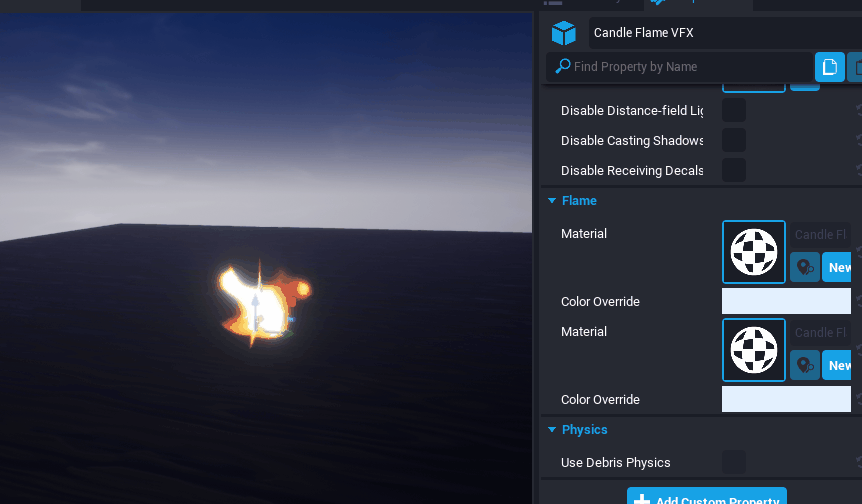 Candle Flame VFX
Find Property by Name
Disable Distance-field Lig
Disable Casting Shadows
Disable Receiving Decals
Flame
Material
Candle Fl
New
Color Override
Material
Candle Fl
New
Color Override
Physics
Use Debris Physics
Add Custom Property